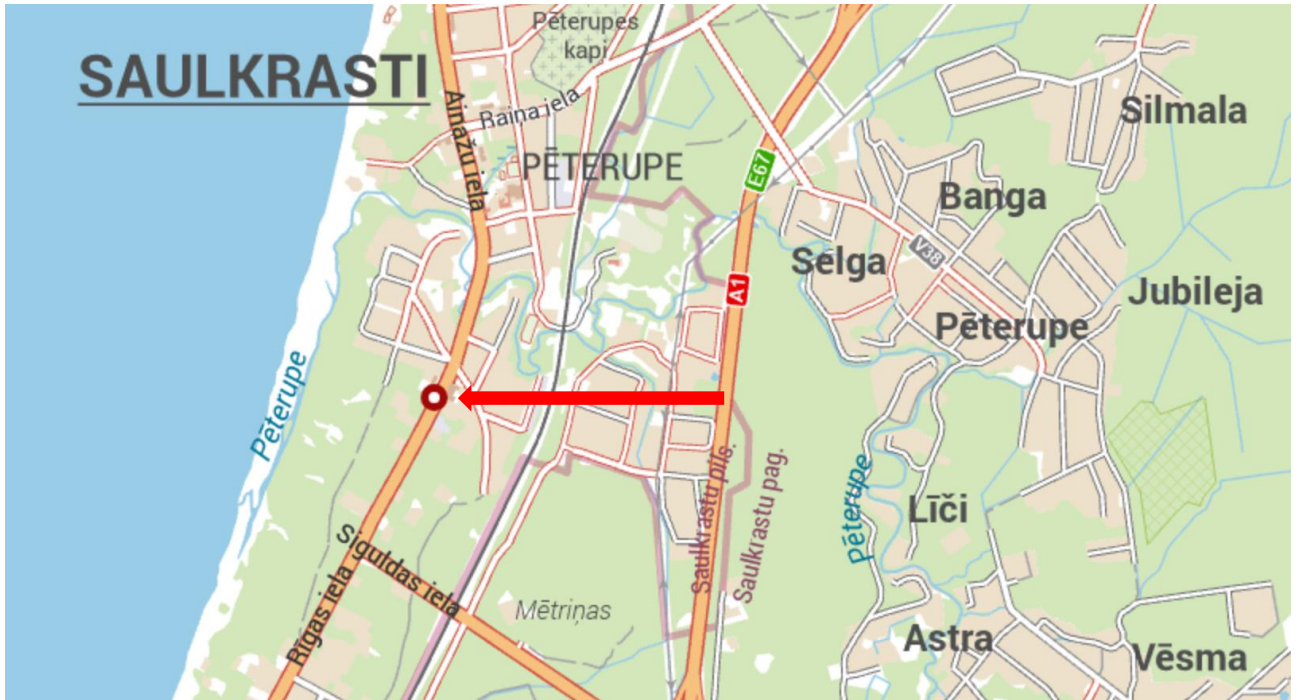 Pēterupes
kapi
SAULKRASTI
Ainažu iela
Raiņa iela
Silmala
PĒTERUPE
E67
Banga
V38
Selga
A1
Jubileja
Pēterupe
Pēterupe
Saulkrastu pils.
Saulkrastu pag.
pēterupe
Līči
Siguldas iela
Rīgas iela
Mētriņas
Astra
Vēsma